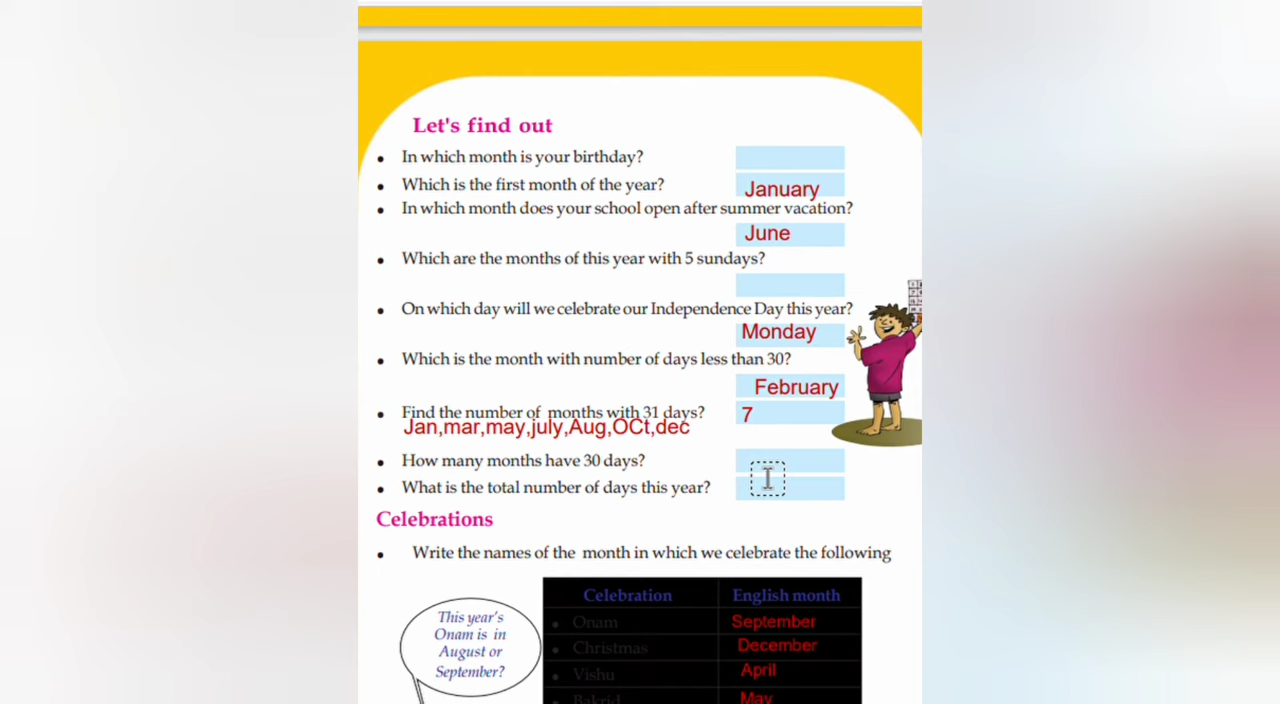 Let's find out
• In which month is your birthday?
• Which is the first month of the year? January
• In which month does your school open after summer vacation?
June
• Which are the months of this year with 5 sundays?
• On which day will we celebrate our Independence Day this year?
Monday
• Which is the month with number of days less than 30?
February
• Find the number of months with 31 days? 7
Jan,mar,may,july,Aug,OCt,dec
• How many months have 30 days?
• What is the total number of days this year?
Celebrations
• Write the names of the month in which we celebrate the following
Celebration English month
• Onam September
• Christmas December
• Vishu April
• Bakrid May
This year's
Onam is in
August or
September?